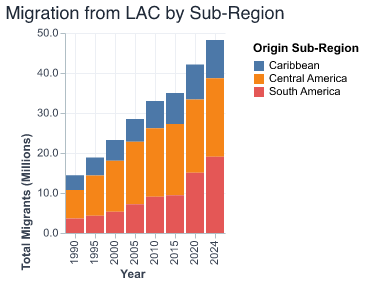 Migration from LAC by Sub-Region
Total Migrants (Millions)
50.0
40.0
30.0
20.0
10.0
0.0
1990
1995
2000
2005
2010
2015
2020
2024
Year
Origin Sub-Region
Caribbean
Central America
South America